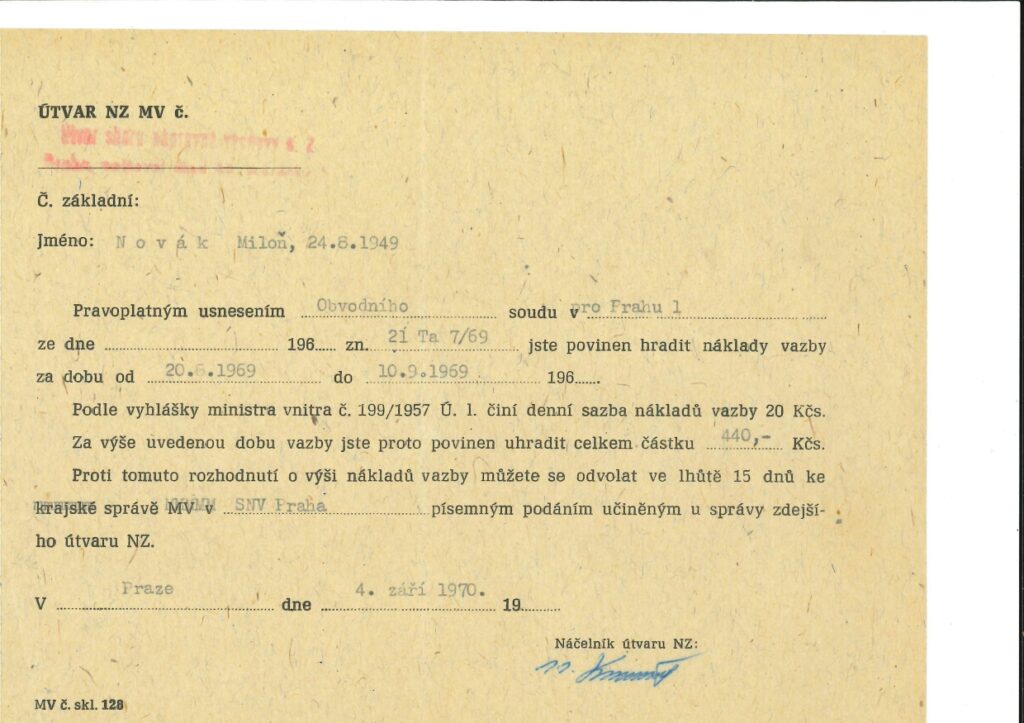 ÚTVAR NZ MV č.
Č. základní:
Jméno: Novák Miloň, 24.8.1949
Pravoplatným usnesením Obvodního soudu v pro Prahu 1
ze dne 196 zn. 21 Ta 7/69 jste povinen hradit náklady vazby
za dobu od 20.8.1969 do 10.9.1969 196
Podle vyhlášky ministra vnitra č. 199/1957 Ú. l. činí denní sazba nákladů vazby 20 Kčs.
Za výše uvedenou dobu vazby jste proto povinen uhradit celkem částku 440,- Kčs.
Proti tomuto rozhodnutí o výši nákladů vazby můžete se odvolat ve lhůtě 15 dnů ke
krajské správě MV v SNV Praha písemným podáním učiněným u správy zdejší-
ho útvaru NZ.
V Praze dne 4. září 1970. 19
Náčelník útvaru NZ:
MV č. skl. 128